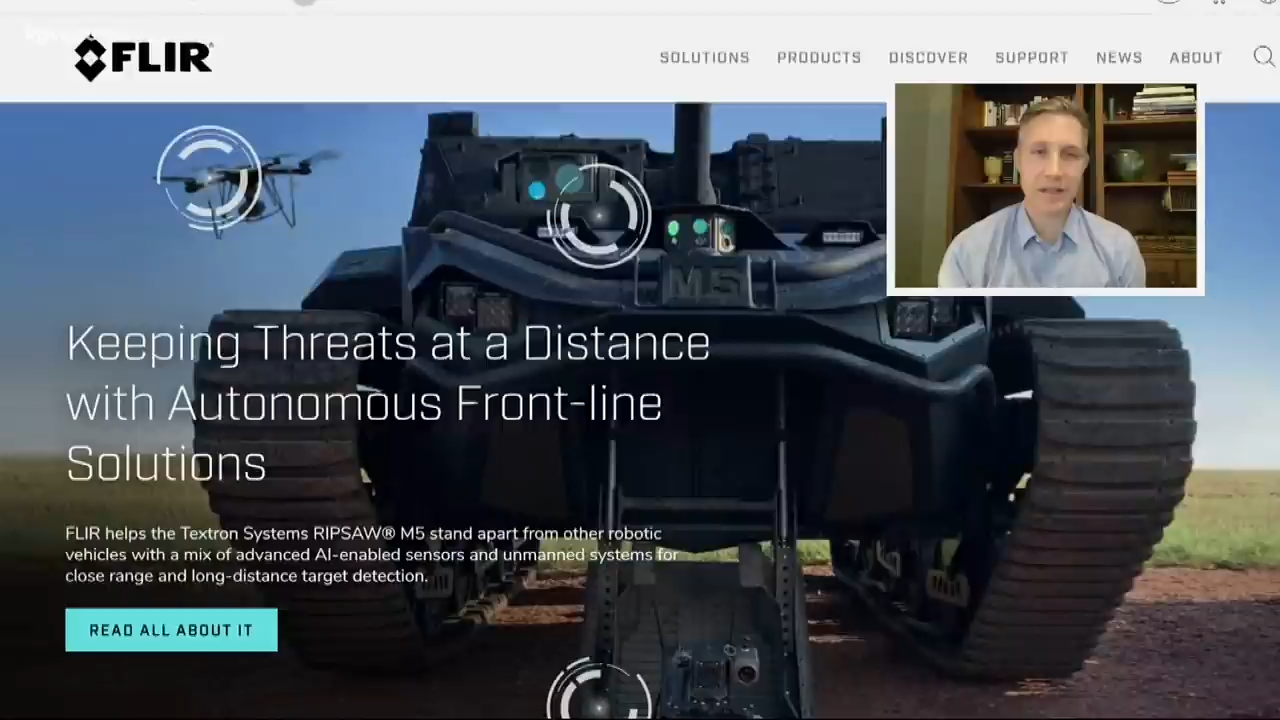 FLIR
SOLUTIONS PRODUCTS DISCOVER SUPPORT NEWS ABOUT
M5
Keeping Threats at a Distance
with Autonomous Front-line
Solutions
FLIR helps the Textron Systems RIPSAW® M5 stand apart from other robotic
vehicles with a mix of advanced AI-enabled sensors and unmanned systems for
close range and long-distance target detection.
READ ALL ABOUT IT